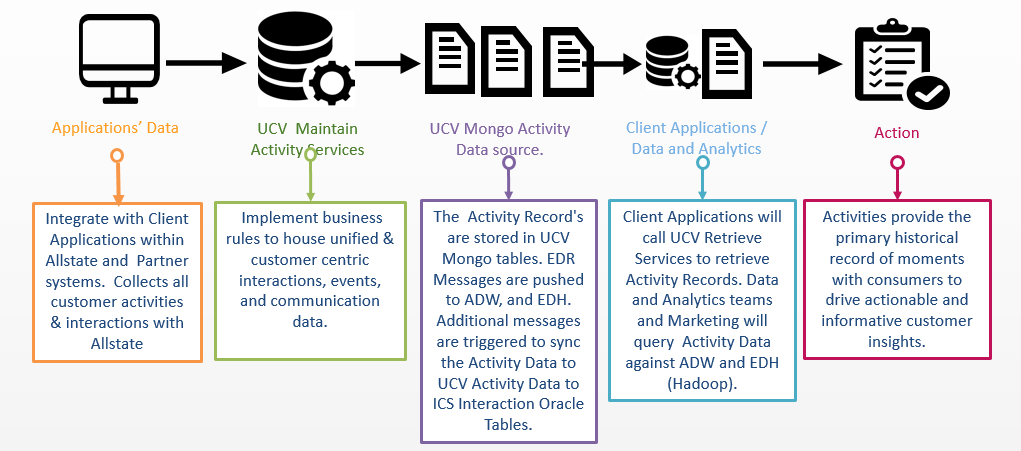 Applications’ Data
UCV  Maintain
Activity Services
UCV Mongo Activity
Data source.
Client Applications /
Data and Analytics
Action
Integrate with Client
Applications within
Allstate and  Partner
systems.  Collects all
customer activities
& interactions with
Allstate
Implement business
rules to house unified &
customer centric
interactions, events,
and communication
data.
The  Activity Record's
are stored in UCV
Mongo tables. EDR
Messages are pushed
to ADW, and EDH.
Additional messages
are triggered to sync
the Activity Data to
UCV Activity Data to
ICS Interaction Oracle
Tables.
Client Applications will
call UCV Retrieve
Services to retrieve
Activity Records. Data
and Analytics teams
and Marketing will
query  Activity Data
against ADW and EDH
(Hadoop).
Activities provide the
primary historical
record of moments
with consumers to
drive actionable and
informative customer
insights.